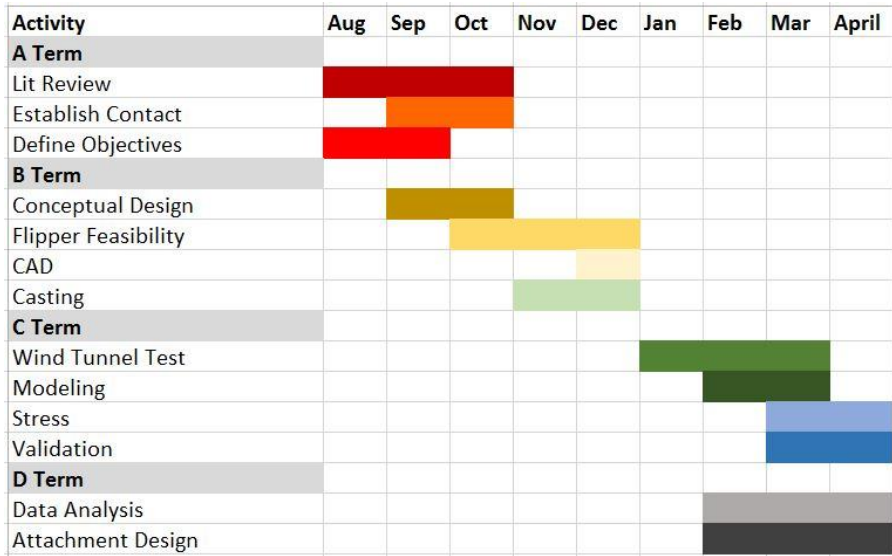 Activity Aug Sep Oct Nov Dec Jan Feb Mar April
A Term
Lit Review
Establish Contact
Define Objectives
B Term
Conceptual Design
Flipper Feasibility
CAD
Casting
C Term
Wind Tunnel Test
Modeling
Stress
Validation
D Term
Data Analysis
Attachment Design